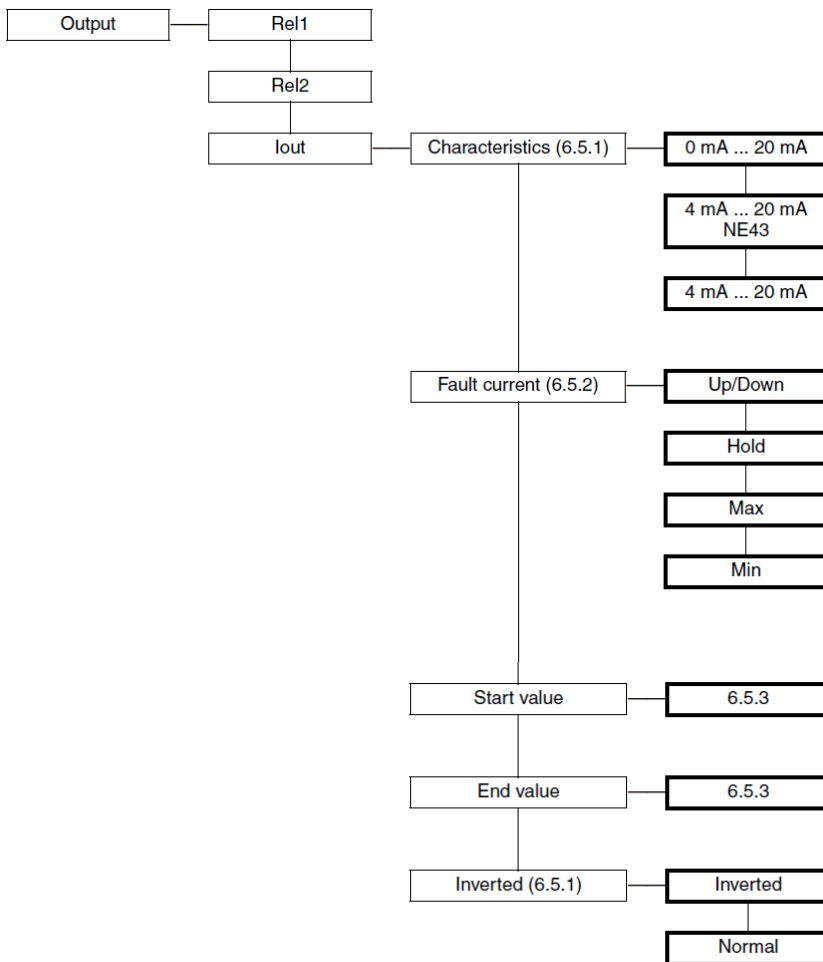 Output
Rel1
Rel2
Iout
Characteristics (6.5.1)
0 mA ... 20 mA
4 mA ... 20 mA
NE43
4 mA ... 20 mA
Fault current (6.5.2)
Up/Down
Hold
Max
Min
Start value
6.5.3
End value
6.5.3
Inverted (6.5.1)
Inverted
Normal